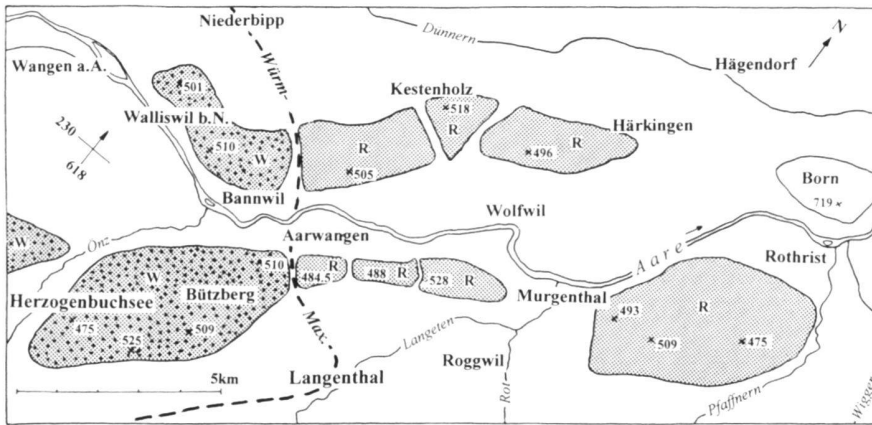 Niederbipp
Dünnern
N
Wangen a.A.
Würm-
Hägendorf
Kestenholz
501
518
Walliswil b.N.
R
Härkingen
230
510
R
R
496
618
W
505
Born
Bannwil
719
Wolfwil
W
Önz
Aarwangen
Aare
510
R
R
Rothrist
W
484.5
488
528
R
Herzogenbuchsee
Bützberg
Murgenthal
R
475
509
493
525
Max.
Langeten
509
475
Roggwil
5km
Langenthal
Rot
Pfaffnern
Wigger